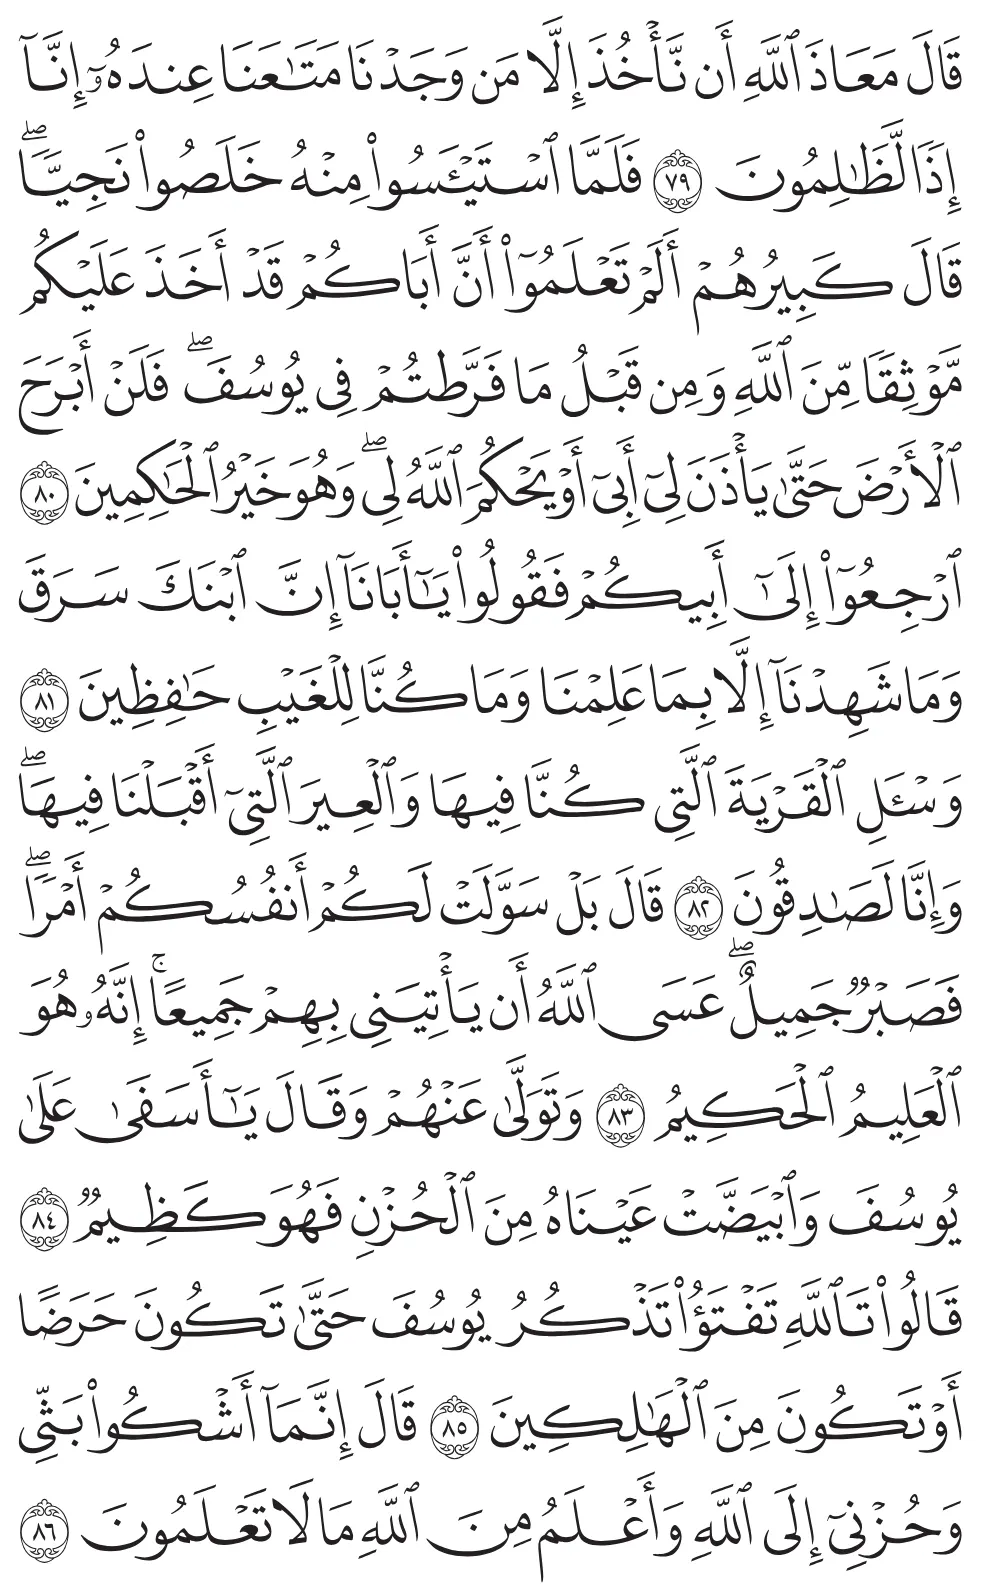 قَالَ مَعَاذَ ٱللَّهِ أَن نَّأۡخُذَ إِلَّا مَن وَجَدۡنَا مَتَٰعَنَا عِندَهُۥٓ إِنَّآ
إِذٗا لَّظَٰلِمُونَ ٧٩ فَلَمَّا ٱسۡتَيۡـَٔسُواْ مِنۡهُ خَلَصُواْ نَجِيّٗاۖ
قَالَ كَبِيرُهُمۡ أَلَمۡ تَعۡلَمُوٓاْ أَنَّ أَبَاكُمۡ قَدۡ أَخَذَ عَلَيۡكُم
مَّوۡثِقٗا مِّنَ ٱللَّهِ وَمِن قَبۡلُ مَا فَرَّطتُمۡ فِي يُوسُفَۖ فَلَنۡ أَبۡرَحَ
ٱلۡأَرۡضَ حَتَّىٰ يَأۡذَنَ لِيٓ أَبِيٓ أَوۡ يَحۡكُمَ ٱللَّهُ لِيۖ وَهُوَ خَيۡرُ ٱلۡحَٰكِمِينَ ٨٠
ٱرۡجِعُوٓاْ إِلَىٰٓ أَبِيكُمۡ فَقُولُواْ يَٰٓأَبَانَآ إِنَّ ٱبۡنَكَ سَرَقَ
وَمَا شَهِدۡنَآ إِلَّا بِمَا عَلِمۡنَا وَمَا كُنَّا لِلۡغَيۡبِ حَٰفِظِينَ ٨١
وَسۡـَٔلِ ٱلۡقَرۡيَةَ ٱلَّتِي كُنَّا فِيهَا وَٱلۡعِيرَ ٱلَّتِيٓ أَقۡبَلۡنَا فِيهَاۖ
وَإِنَّا لَصَٰدِقُونَ ٨٢ قَالَ بَلۡ سَوَّلَتۡ لَكُمۡ أَنفُسُكُمۡ أَمۡرٗاۖ
فَصَبۡرٞ جَمِيلٌۖ عَسَى ٱللَّهُ أَن يَأۡتِيَنِي بِهِمۡ جَمِيعًاۚ إِنَّهُۥ هُوَ
ٱلۡعَلِيمُ ٱلۡحَكِيمُ ٨٣ وَتَوَلَّىٰ عَنۡهُمۡ وَقَالَ يَٰٓأَسَفَىٰ عَلَىٰ
يُوسُفَ وَٱبۡيَضَّتۡ عَيۡنَاهُ مِنَ ٱلۡحُزۡنِ فَهُوَ كَظِيمٞ ٨٤
قَالُواْ تَٱللَّهِ تَفۡتَؤُاْ تَذۡكُرُ يُوسُفَ حَتَّىٰ تَكُونَ حَرَضًا
أَوۡ تَكُونَ مِنَ ٱلۡهَٰلِكِينَ ٨٥ قَالَ إِنَّمَآ أَشۡكُواْ بَثِّي
وَحُزۡنِيٓ إِلَى ٱللَّهِ وَأَعۡلَمُ مِنَ ٱللَّهِ مَا لَا تَعۡلَمُونَ ٨٦